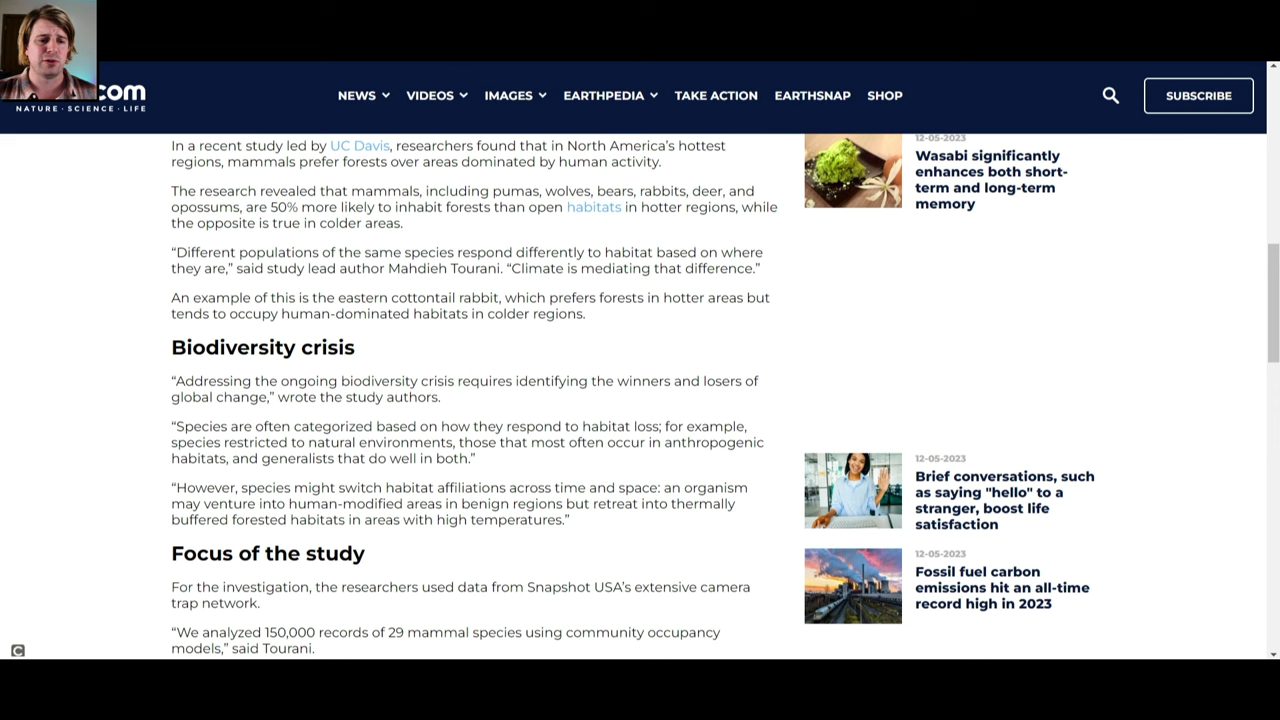 .com
NATURE · SCIENCE · LIFE
NEWS
VIDEOS
IMAGES
EARTHPEDIA
TAKE ACTION
EARTHSNAP
SHOP
SUBSCRIBE
In a recent study led by UC Davis, researchers found that in North America’s hottest
regions, mammals prefer forests over areas dominated by human activity.
The research revealed that mammals, including pumas, wolves, bears, rabbits, deer, and
opossums, are 50% more likely to inhabit forests than open habitats in hotter regions, while
the opposite is true in colder areas.
“Different populations of the same species respond differently to habitat based on where
they are,” said study lead author Mahdieh Tourani. “Climate is mediating that difference.”
An example of this is the eastern cottontail rabbit, which prefers forests in hotter areas but
tends to occupy human-dominated habitats in colder regions.
Biodiversity crisis
“Addressing the ongoing biodiversity crisis requires identifying the winners and losers of
global change,” wrote the study authors.
“Species are often categorized based on how they respond to habitat loss; for example,
species restricted to natural environments, those that most often occur in anthropogenic
habitats, and generalists that do well in both.”
“However, species might switch habitat affiliations across time and space: an organism
may venture into human-modified areas in benign regions but retreat into thermally
buffered forested habitats in areas with high temperatures.”
Focus of the study
For the investigation, the researchers used data from Snapshot USA’s extensive camera
trap network.
“We analyzed 150,000 records of 29 mammal species using community occupancy
models,” said Tourani.
12-05-2023
Wasabi significantly
enhances both short-
term and long-term
memory
12-05-2023
Brief conversations, such
as saying "hello" to a
stranger, boost life
satisfaction
12-05-2023
Fossil fuel carbon
emissions hit an all-time
record high in 2023
C